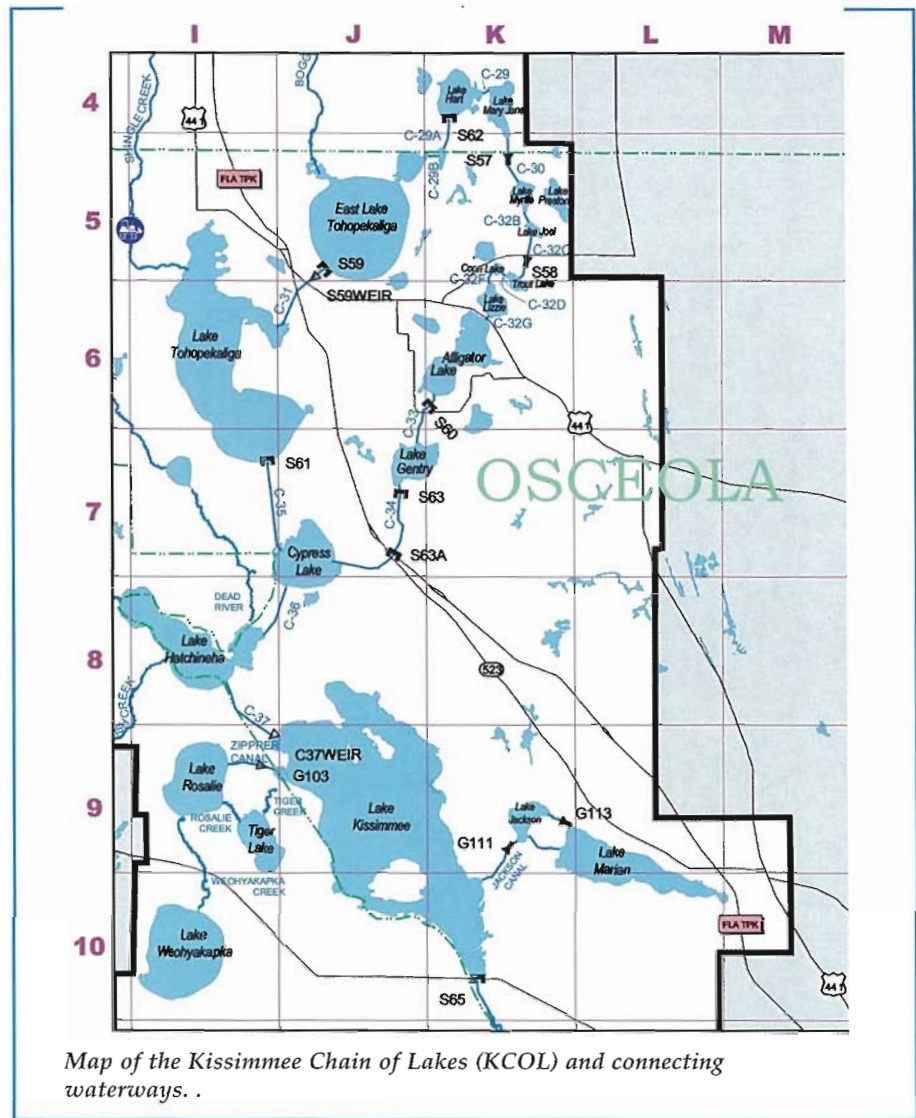 I J K L M
4
5
6
7
8
9
10
SHINGLE CREEK
441
BOGG
Lake
Hart
C-29
Lake
Mary Jane
C-29A
S62
S57
C-30
FLA TPK
C-29B
Lake
Myrtle
Lake
Preston
East Lake
Tohopekaliga
C-32B
Lake Joel
S59
C-32C
Coon Lake
S58
C-32F
Trout Lake
S59WEIR
C-31
Lake
Lizzie
C-32D
C-32G
Lake
Tohopekaliga
Alligator
Lake
S60
441
C-33
Lake
Gentry
S61
OSCEOLA
S63
C-35
C-34
Cypress
Lake
S63A
DEAD
RIVER
C-36
Lake
Hatchineha
523
CREEK
C-37
ZIPPRER
CANAL
C37WEIR
G103
Lake
Rosalie
TIGER
CREEK
Lake
Kissimmee
Lake
Jackson
G113
ROSALIE
CREEK
Tiger
Lake
G111
Lake
Marian
JACKSON
CANAL
WEOHYAKAPKA
CREEK
FLA TPK
Lake
Weohyakapka
441
S65
Map of the Kissimmee Chain of Lakes (KCOL) and connecting
waterways. .